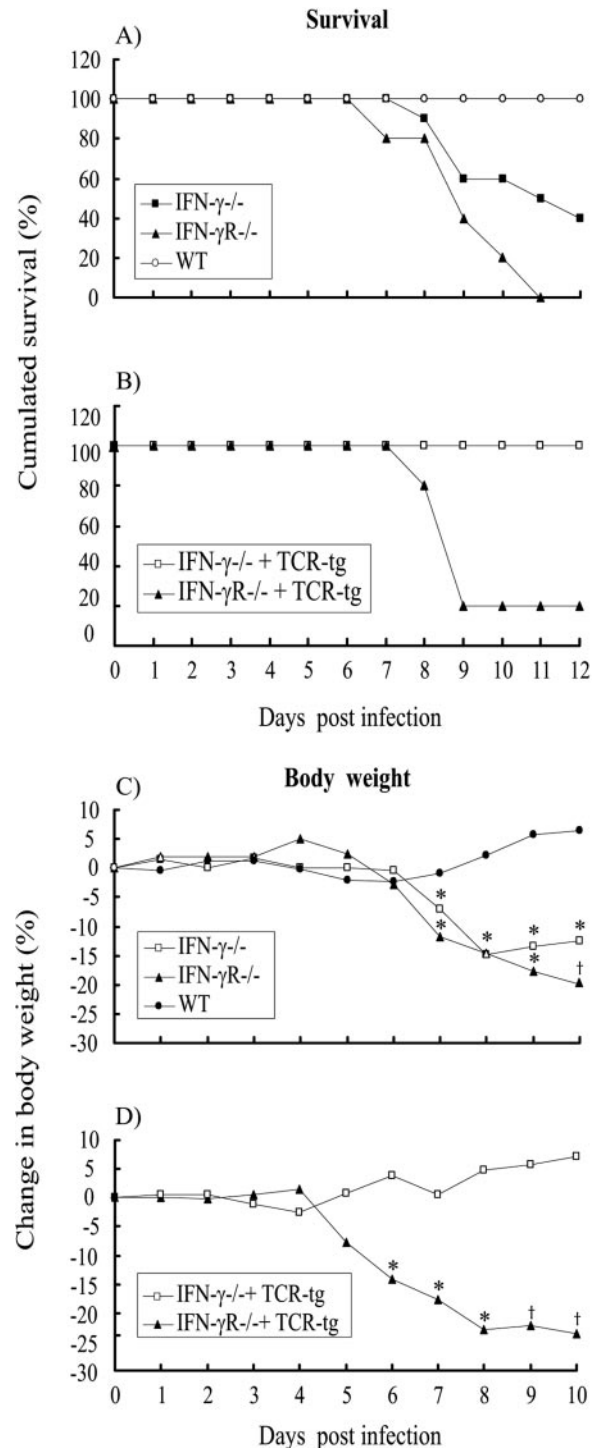 Survival
A)
120
100
80
60
40
20
0
IFN-γ-/-
IFN-γR-/-
WT
B)
120
100
80
60
40
20
0
IFN-γ-/- + TCR-tg
IFN-γR-/- + TCR-tg
0 1 2 3 4 5 6 7 8 9 10 11 12
Days post infection
Cumulated survival (%)
Body weight
C)
10
5
0
-5
-10
-15
-20
-25
-30
* * * * * * †
IFN-γ-/-
IFN-γR-/-
WT
D)
10
5
0
-5
-10
-15
-20
-25
-30
* * * † †
IFN-γ-/-+ TCR-tg
IFN-γR-/-+ TCR-tg
0 1 2 3 4 5 6 7 8 9 10
Days post infection
Change in body weight (%)